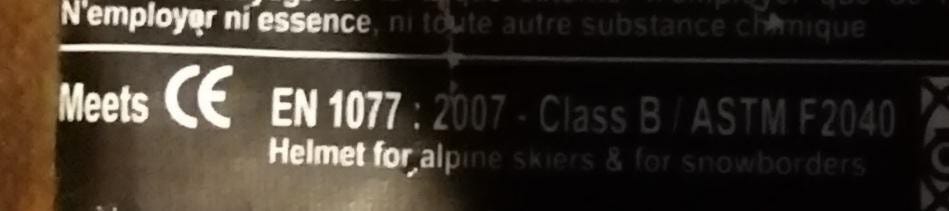 N'employer ni essence, ni toute autre substance chimique
Meets CE EN 1077 : 2007 - Class B / ASTM F2040
Helmet for alpine skiers & for snowborders